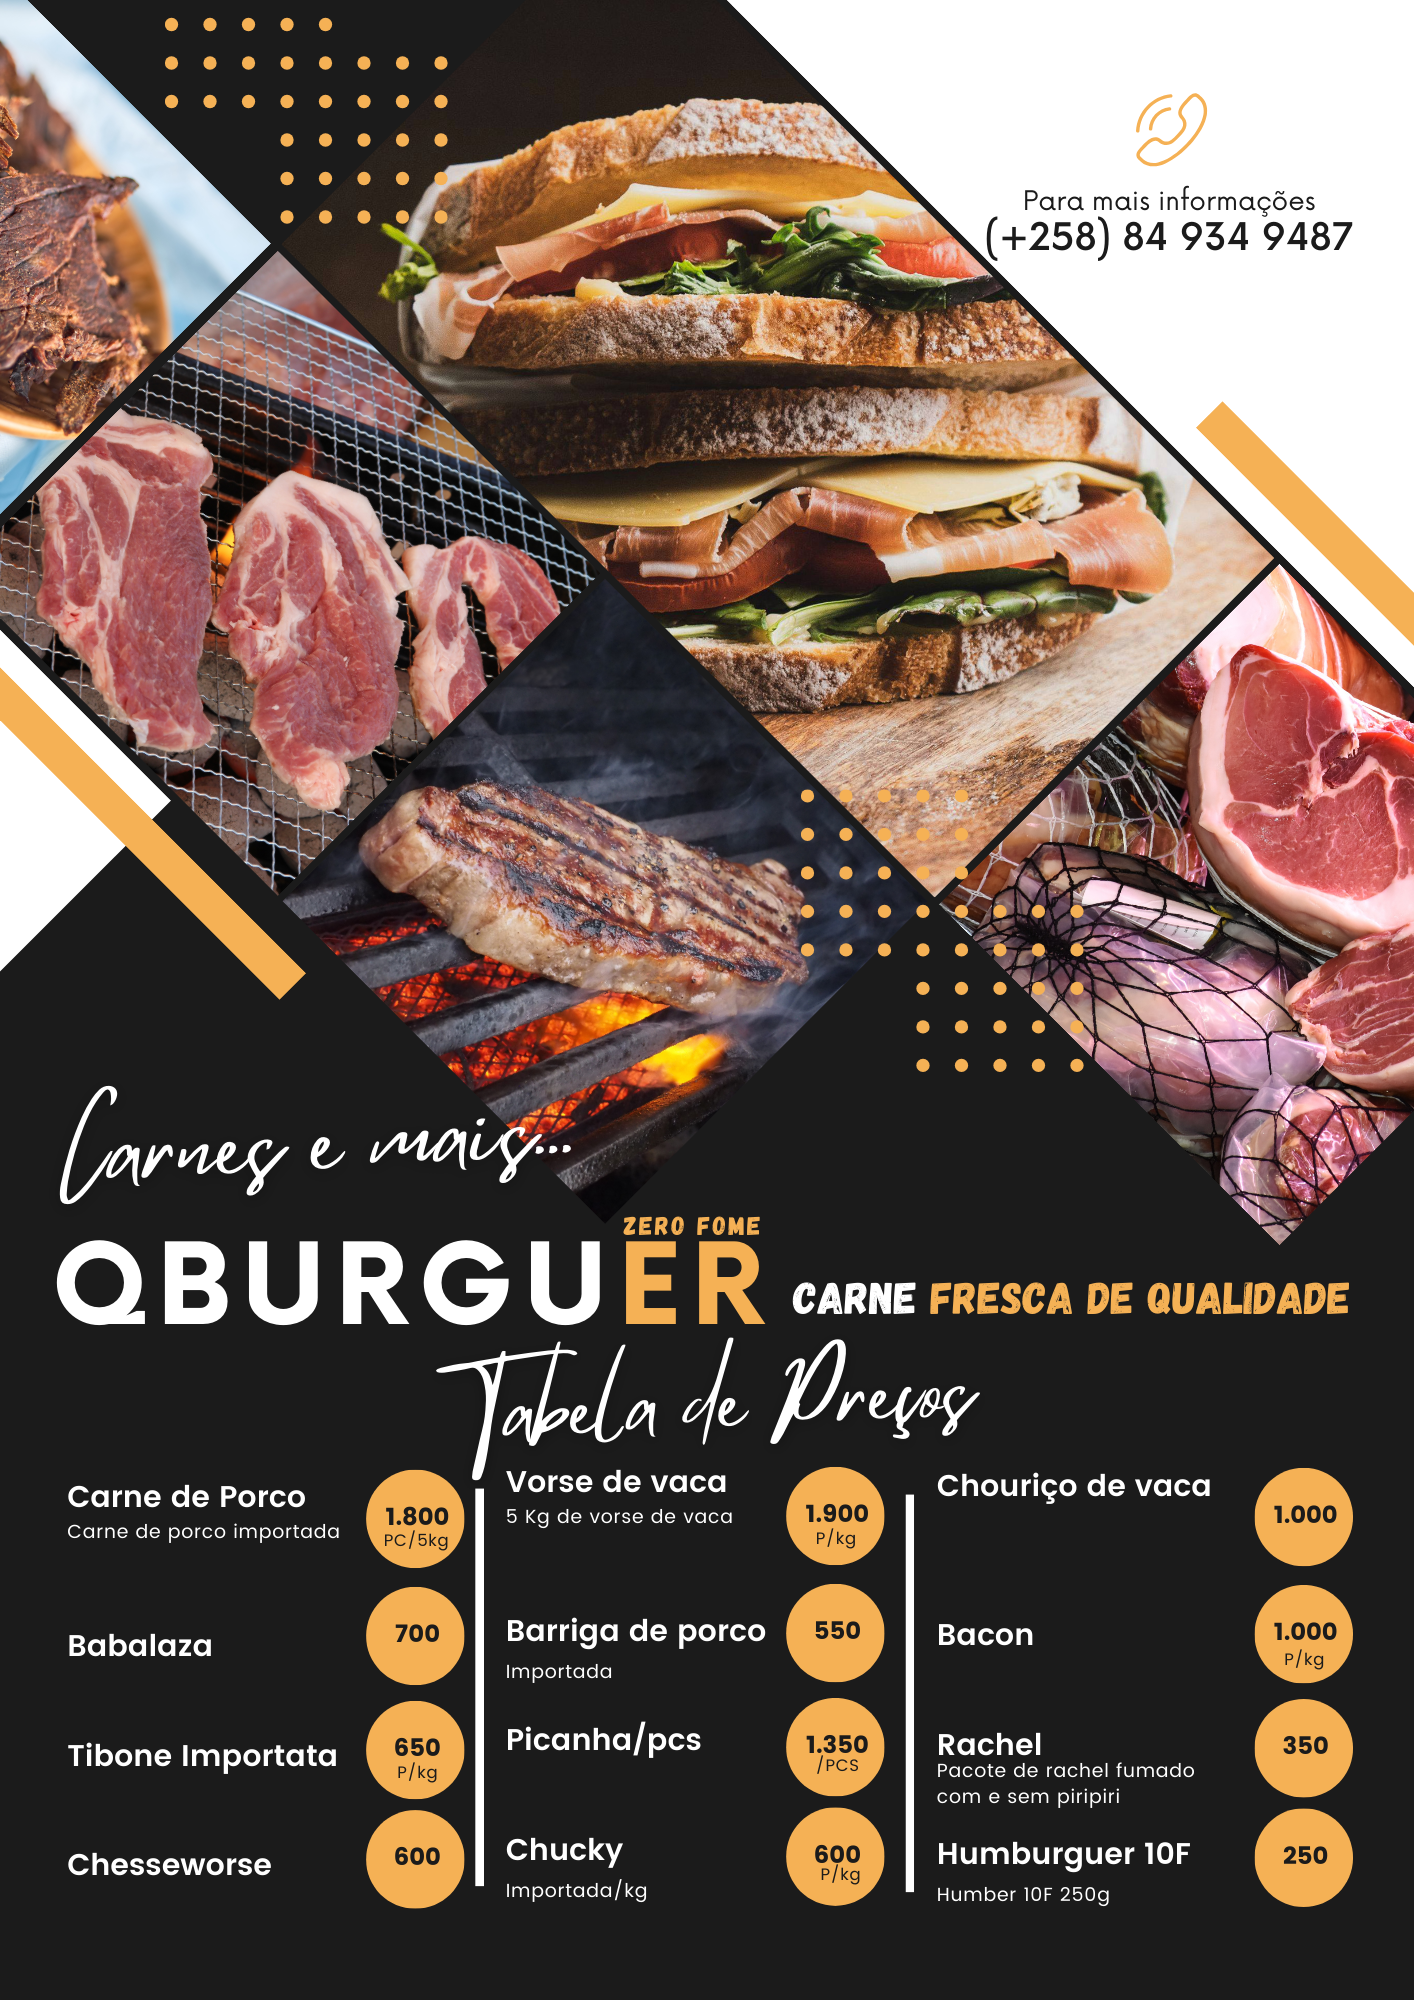 Para mais informações
(+258) 84 934 9487
Carnes e mais...
ZERO FOME
QBURGUER
CARNE FRESCA DE QUALIDADE
Tabela de Preços
Carne de Porco
Carne de porco importada
1.800
PC/5kg
Babalaza
700
Tibone Importata
650
P/kg
Chesseworse
600
Vorse de vaca
5 Kg de vorse de vaca
1.900
P/kg
Barriga de porco
Importada
550
Picanha/pcs
1.350
/PCS
Chucky
Importada/kg
600
P/kg
Chouriço de vaca
1.000
Bacon
1.000
P/kg
Rachel
Pacote de rachel fumado
com e sem piripiri
350
Humburguer 10F
Humber 10F 250g
250